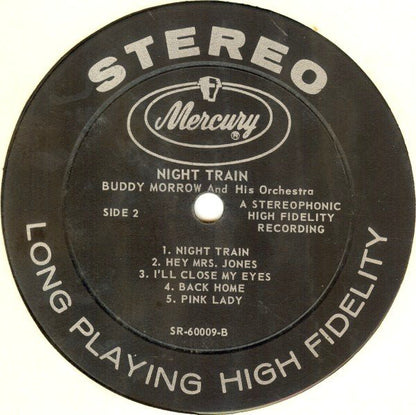 STEREO
Mercury
®
NIGHT TRAIN
BUDDY MORROW And His Orchestra
SIDE 2
A STEREOPHONIC
HIGH FIDELITY
RECORDING
1. NIGHT TRAIN
2. HEY MRS. JONES
3. I'LL CLOSE MY EYES
4. BACK HOME
5. PINK LADY
SR-60009-B
LONG PLAYING HIGH FIDELITY